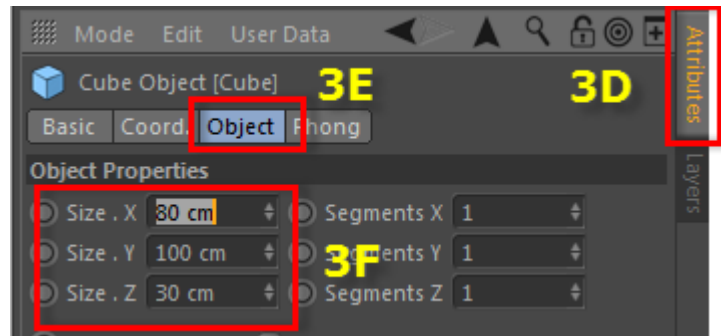 Mode Edit User Data
Cube Object [Cube]
3E
3D
Attributes
Basic Coord. Object Phong
Layers
Object Properties
Size . X 80 cm Segments X 1
Size . Y 100 cm Segments Y 1
3F
Size . Z 30 cm Segments Z 1